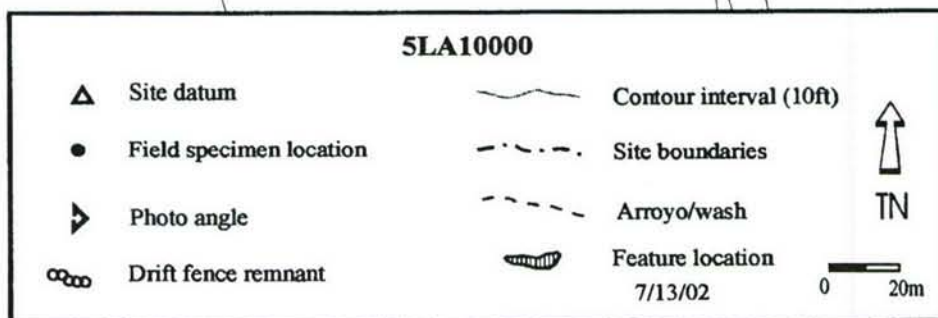 5LA10000
Site datum
Field specimen location
Photo angle
Drift fence remnant
Contour interval (10ft)
Site boundaries
Arroyo/wash
Feature location
7/13/02
TN
0 20m